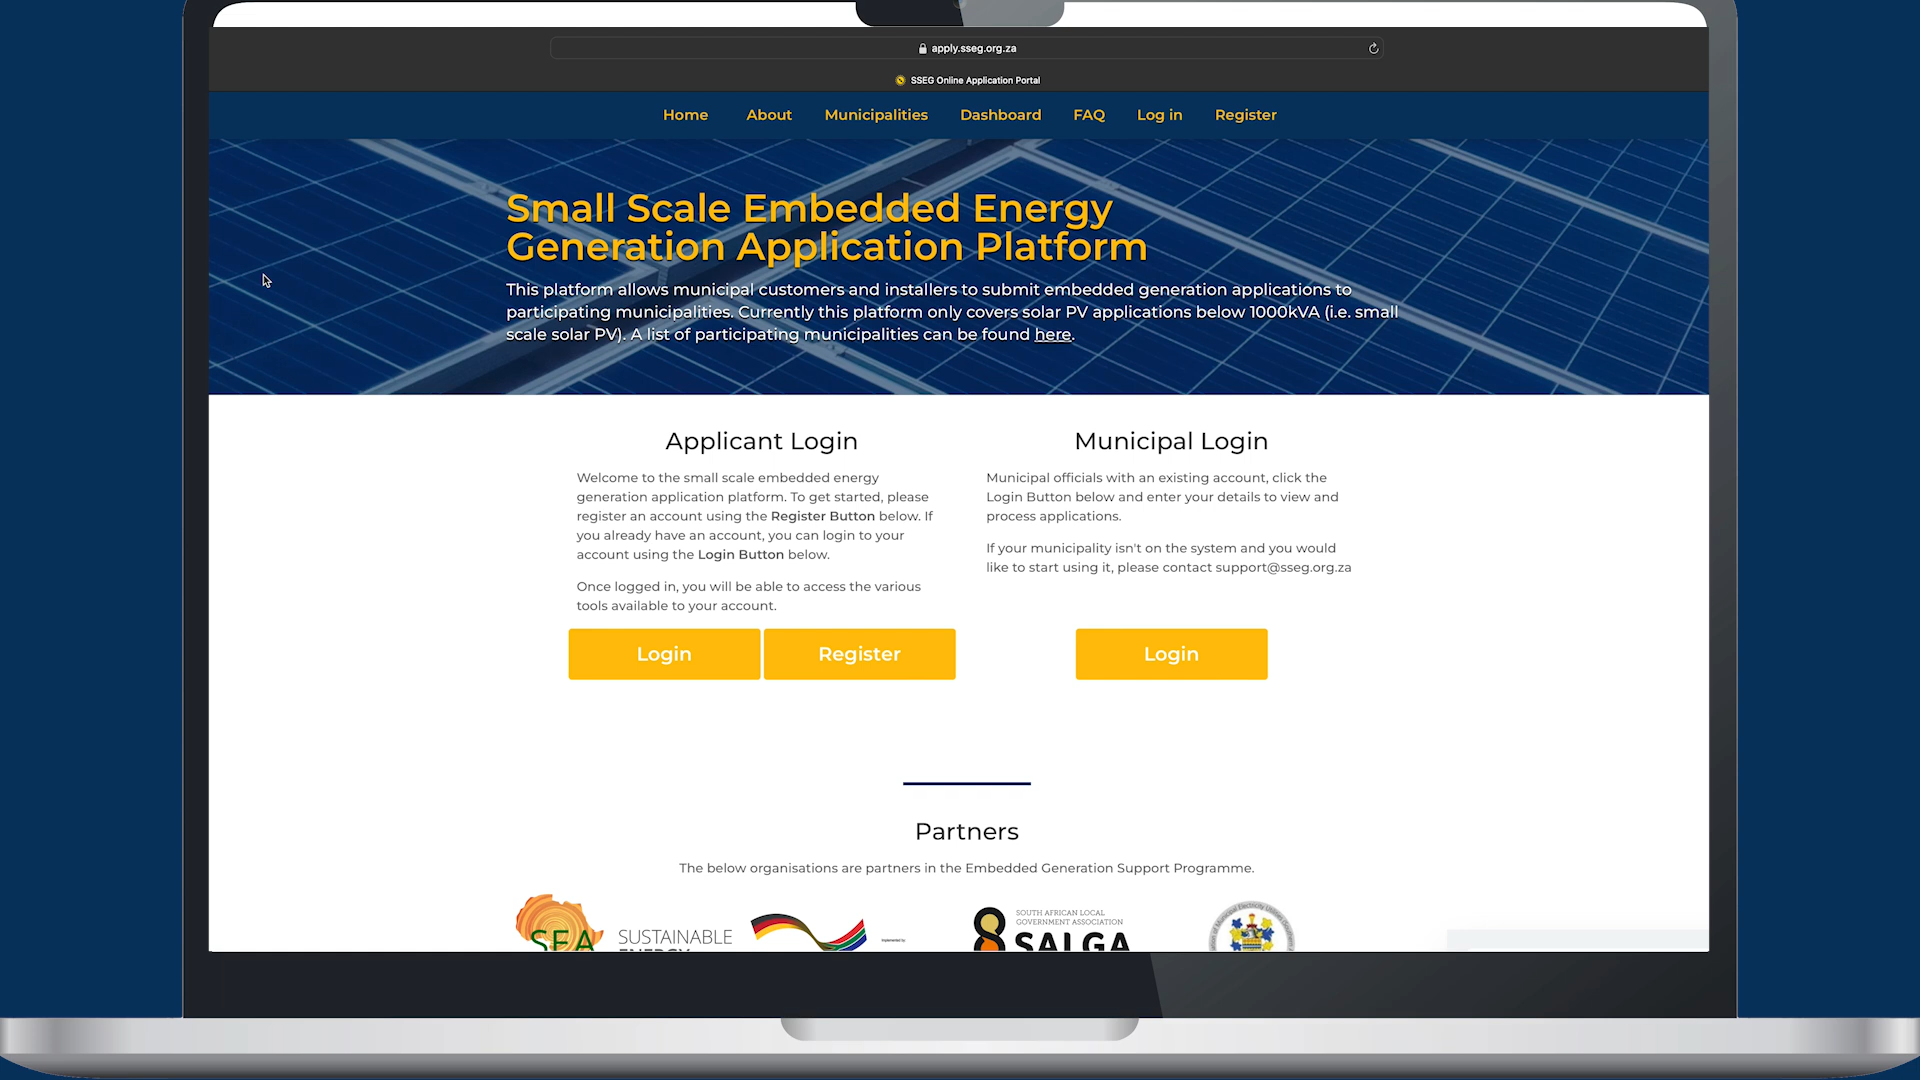 apply.sseg.org.za
SSEG Online Application Portal
Home About Municipalities Dashboard FAQ Log in Register
Small Scale Embedded Energy
Generation Application Platform
This platform allows municipal customers and installers to submit embedded generation applications to
participating municipalities. Currently this platform only covers solar PV applications below 1000kVA (i.e. small
scale solar PV). A list of participating municipalities can be found here.
Applicant Login
Welcome to the small scale embedded energy
generation application platform. To get started, please
register an account using the Register Button below. If
you already have an account, you can login to your
account using the Login Button below.
Once logged in, you will be able to access the various
tools available to your account.
Login Register
Municipal Login
Municipal officials with an existing account, click the
Login Button below and enter your details to view and
process applications.
If your municipality isn't on the system and you would
like to start using it, please contact support@sseg.org.za
Login
Partners
The below organisations are partners in the Embedded Generation Support Programme.
SEA
SUSTAINABLE
ENERGY
Implemented by
SOUTH AFRICAN LOCAL
GOVERNMENT ASSOCIATION
SALGA